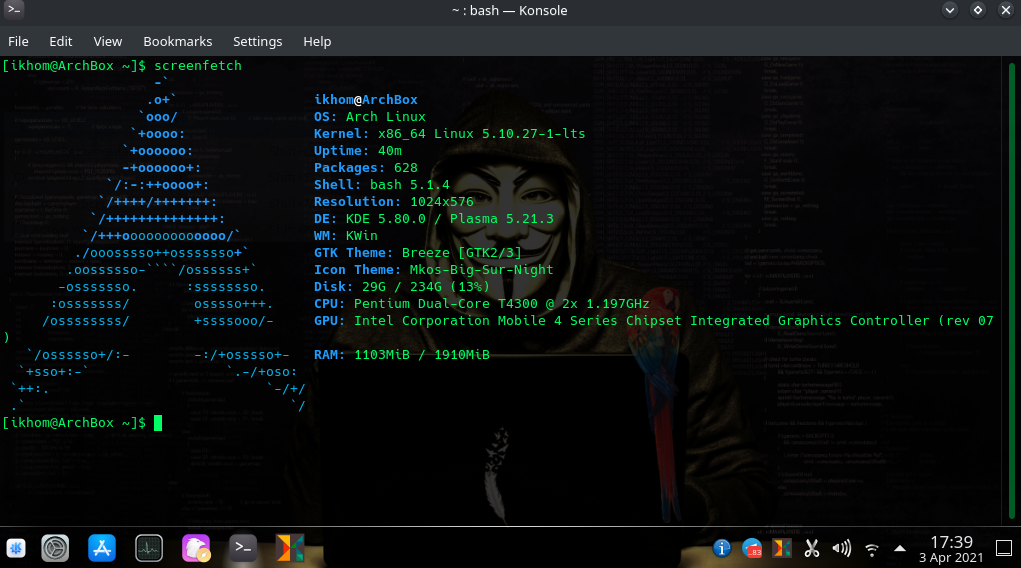 ~ : bash — Konsole
File Edit View Bookmarks Settings Help
[ikhom@ArchBox ~]$ screenfetch
-`
.o+` ikhom@ArchBox
`ooo/ OS: Arch Linux
`+oooo: Kernel: x86_64 Linux 5.10.27-1-lts
`+oooooo: Uptime: 40m
-+oooooo+: Packages: 628
`/:-:++oooo+: Shell: bash 5.1.4
`/++++/+++++++: Resolution: 1024x576
`/++++++++++++++: DE: KDE 5.80.0 / Plasma 5.21.3
`/+++ooooooooooooo/` WM: KWin
./ooosssso++osssssso+` GTK Theme: Breeze [GTK2/3]
.oossssso-````/ossssss+` Icon Theme: Mkos-Big-Sur-Night
-osssssso. :ssssssso. Disk: 29G / 234G (13%)
:osssssss/ osssso+++. CPU: Pentium Dual-Core T4300 @ 2x 1.197GHz
/ossssssss/ +ssssooo/- GPU: Intel Corporation Mobile 4 Series Chipset Integrated Graphics Controller (rev 07
)
`/ossssso+/:- -:/+osssso+- RAM: 1103MiB / 1910MiB
`+sso+:-` `.-/+oso:
`++:. `-/+/
.` `/
[ikhom@ArchBox ~]$
83
17:39
3 Apr 2021